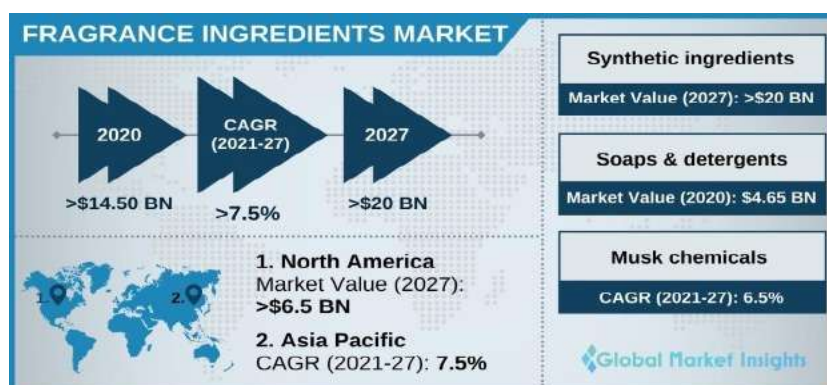 FRAGRANCE INGREDIENTS MARKET
2020
CAGR
(2021-27)
2027
>$14.50 BN
>7.5%
>$20 BN
1.
2.
1. North America
Market Value (2027):
>$6.5 BN
2. Asia Pacific
CAGR (2021-27): 7.5%
Synthetic ingredients
Market Value (2027): >$20 BN
Soaps & detergents
Market Value (2020): $4.65 BN
Musk chemicals
CAGR (2021-27): 6.5%
Global Market Insights